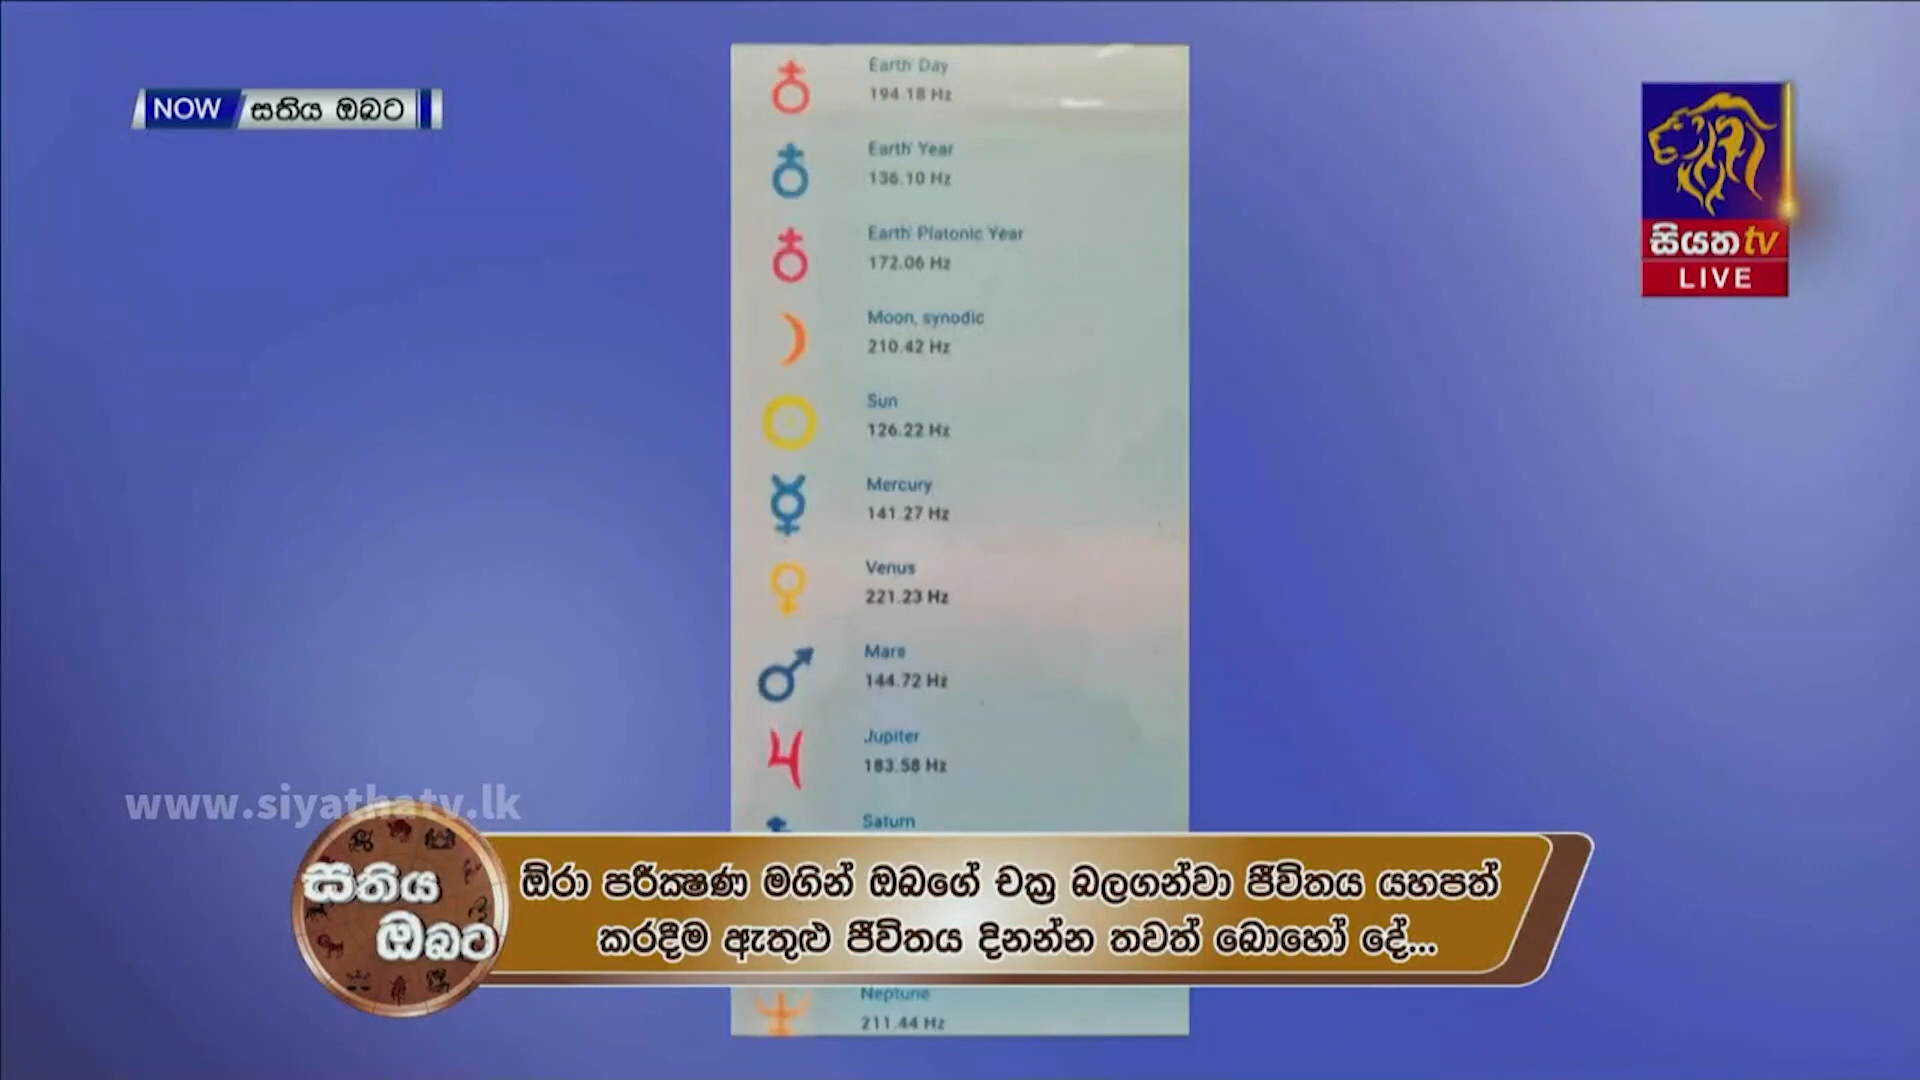 NOW සතිය ඔබට
සියත tv
LIVE
Earth Day
194.18 Hz
Earth Year
136.10 Hz
Earth Platonic Year
172.06 Hz
Moon, synodic
210.42 Hz
Sun
126.22 Hz
Mercury
141.27 Hz
Venus
221.23 Hz
Mars
144.72 Hz
Jupiter
183.58 Hz
Saturn
www.siyathatv.lk
සතිය
ඔබට
ඕරා පරීක්ෂණ මගින් ඔබගේ චක්‍ර බලගන්වා ජීවිතය යහපත්
කරදීම ඇතුළු ජීවිතය දිනන්න තවත් බොහෝ දේ...
Neptune
211.44 Hz